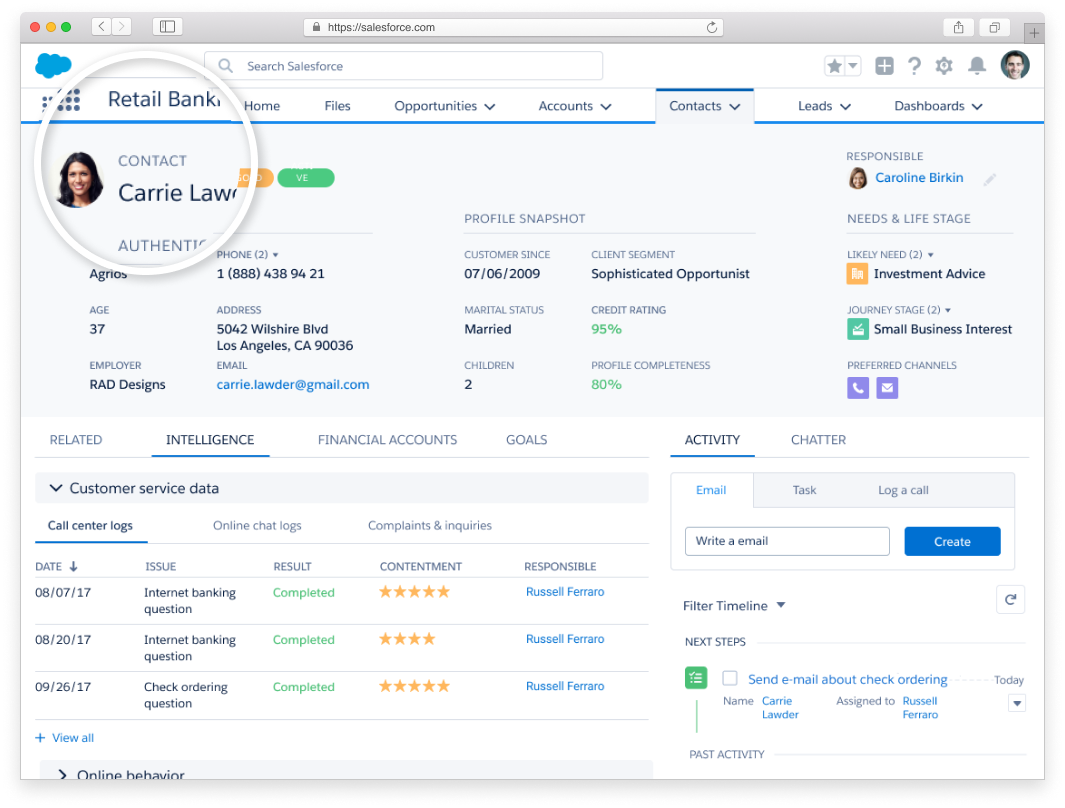 https://salesforce.com
Search Salesforce
Retail Banki
Home Files Opportunities Accounts Contacts Leads Dashboards
CONTACT
Carrie Law
VE
RESPONSIBLE
Caroline Birkin
PROFILE SNAPSHOT
NEEDS & LIFE STAGE
AUTHENTIC
PHONE (2)
CUSTOMER SINCE
CLIENT SEGMENT
LIKELY NEED (2)
Agrios
1 (888) 438 94 21
07/06/2009
Sophisticated Opportunist
Investment Advice
AGE
ADDRESS
MARITAL STATUS
CREDIT RATING
JOURNEY STAGE (2)
37
5042 Wilshire Blvd
Los Angeles, CA 90036
Married
95%
Small Business Interest
EMPLOYER
EMAIL
CHILDREN
PROFILE COMPLETENESS
PREFERRED CHANNELS
RAD Designs
carrie.lawder@gmail.com
2
80%
RELATED INTELLIGENCE FINANCIAL ACCOUNTS GOALS
ACTIVITY CHATTER
Customer service data
Call center logs Online chat logs Complaints & inquiries
DATE ISSUE RESULT CONTENTMENT RESPONSIBLE
08/07/17 Internet banking question Completed Russell Ferraro
08/20/17 Internet banking question Completed Russell Ferraro
09/26/17 Check ordering question Completed Russell Ferraro
+ View all
Online behavior
Email Task Log a call
Write a email Create
Filter Timeline
NEXT STEPS
Send e-mail about check ordering Today
Name Carrie Lawder Assigned to Russell Ferraro
PAST ACTIVITY